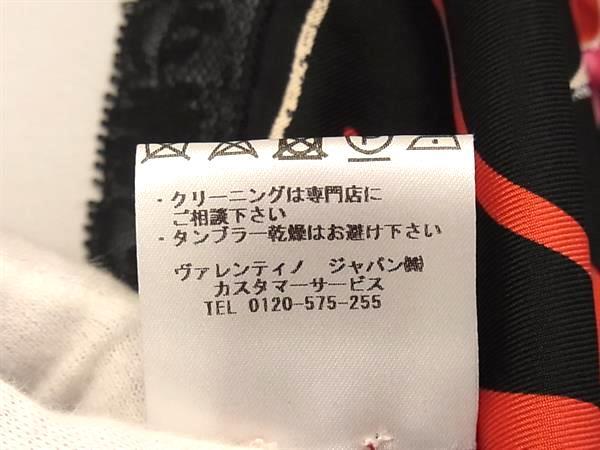 ・クリーニングは専門店に
ご相談下さい
・タンブラー乾燥はお避け下さい
ヴァレンティノ ジャパン㈱
カスタマーサービス
TEL 0120-575-255